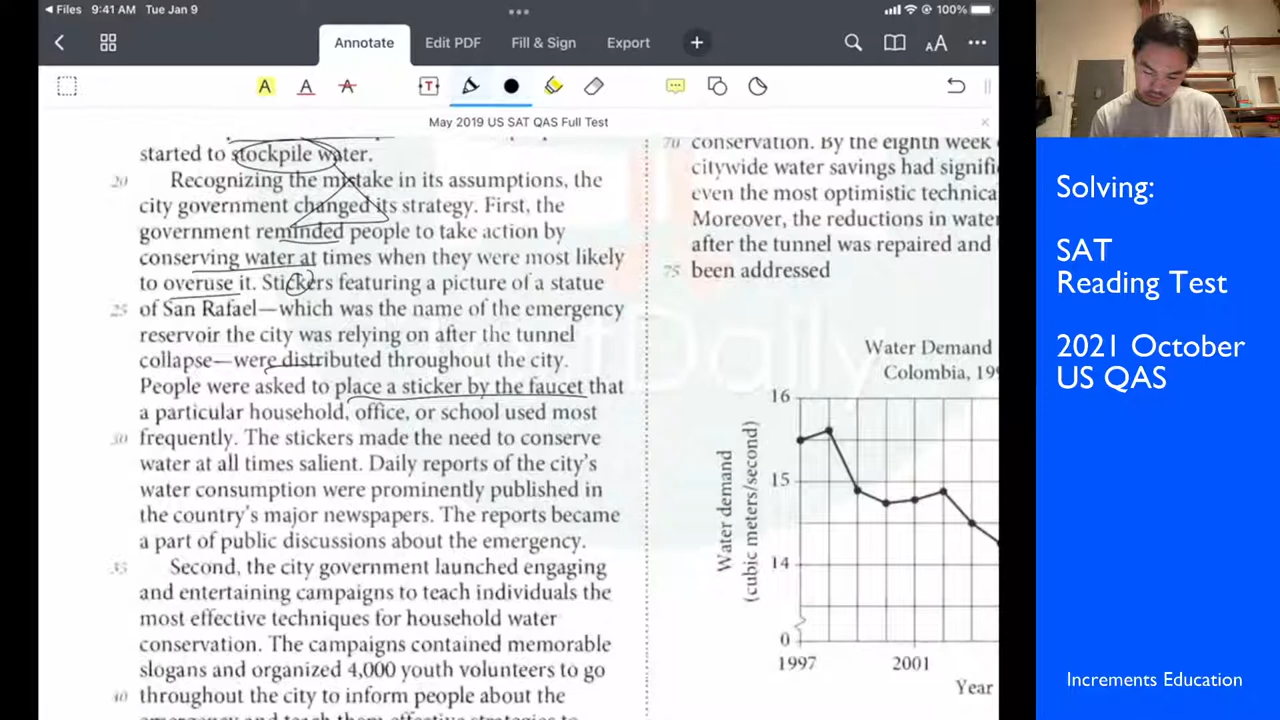 Files 9:41 AM Tue Jan 9
100%
Annotate Edit PDF Fill & Sign Export
May 2019 US SAT QAS Full Test
started to stockpile water.
20 Recognizing the mistake in its assumptions, the
city government changed its strategy. First, the
government reminded people to take action by
conserving water at times when they were most likely
to overuse it. Stickers featuring a picture of a statue
25 of San Rafael—which was the name of the emergency
reservoir the city was relying on after the tunnel
collapse—were distributed throughout the city.
People were asked to place a sticker by the faucet that
a particular household, office, or school used most
30 frequently. The stickers made the need to conserve
water at all times salient. Daily reports of the city's
water consumption were prominently published in
the country's major newspapers. The reports became
a part of public discussions about the emergency.
35 Second, the city government launched engaging
and entertaining campaigns to teach individuals the
most effective techniques for household water
conservation. The campaigns contained memorable
slogans and organized 4,000 youth volunteers to go
40 throughout the city to inform people about the
70 conservation. By the eighth week
citywide water savings had signifi
even the most optimistic technica
Moreover, the reductions in water
after the tunnel was repaired and
75 been addressed
Water Demand
Colombia, 199
Water demand
(cubic meters/second)
16
15
14
0
1997 2001
Year
Solving:
SAT
Reading Test
2021 October
US QAS
Increments Education